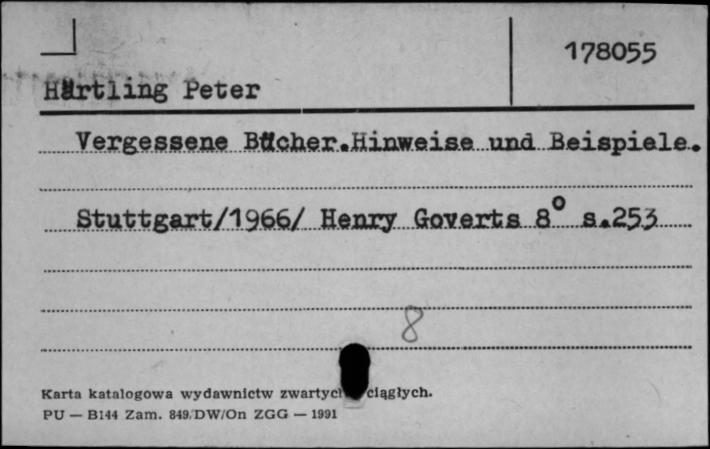 178055
Härtling Peter
Vergessene Bücher.Hinweise und Beispiele.
Stuttgart/1966/ Henry Goverts 8° s.253
8
Karta katalogowa wydawnictw ciągłych.
PU — B144 Zam. 849/DW/On ZGG — 1991